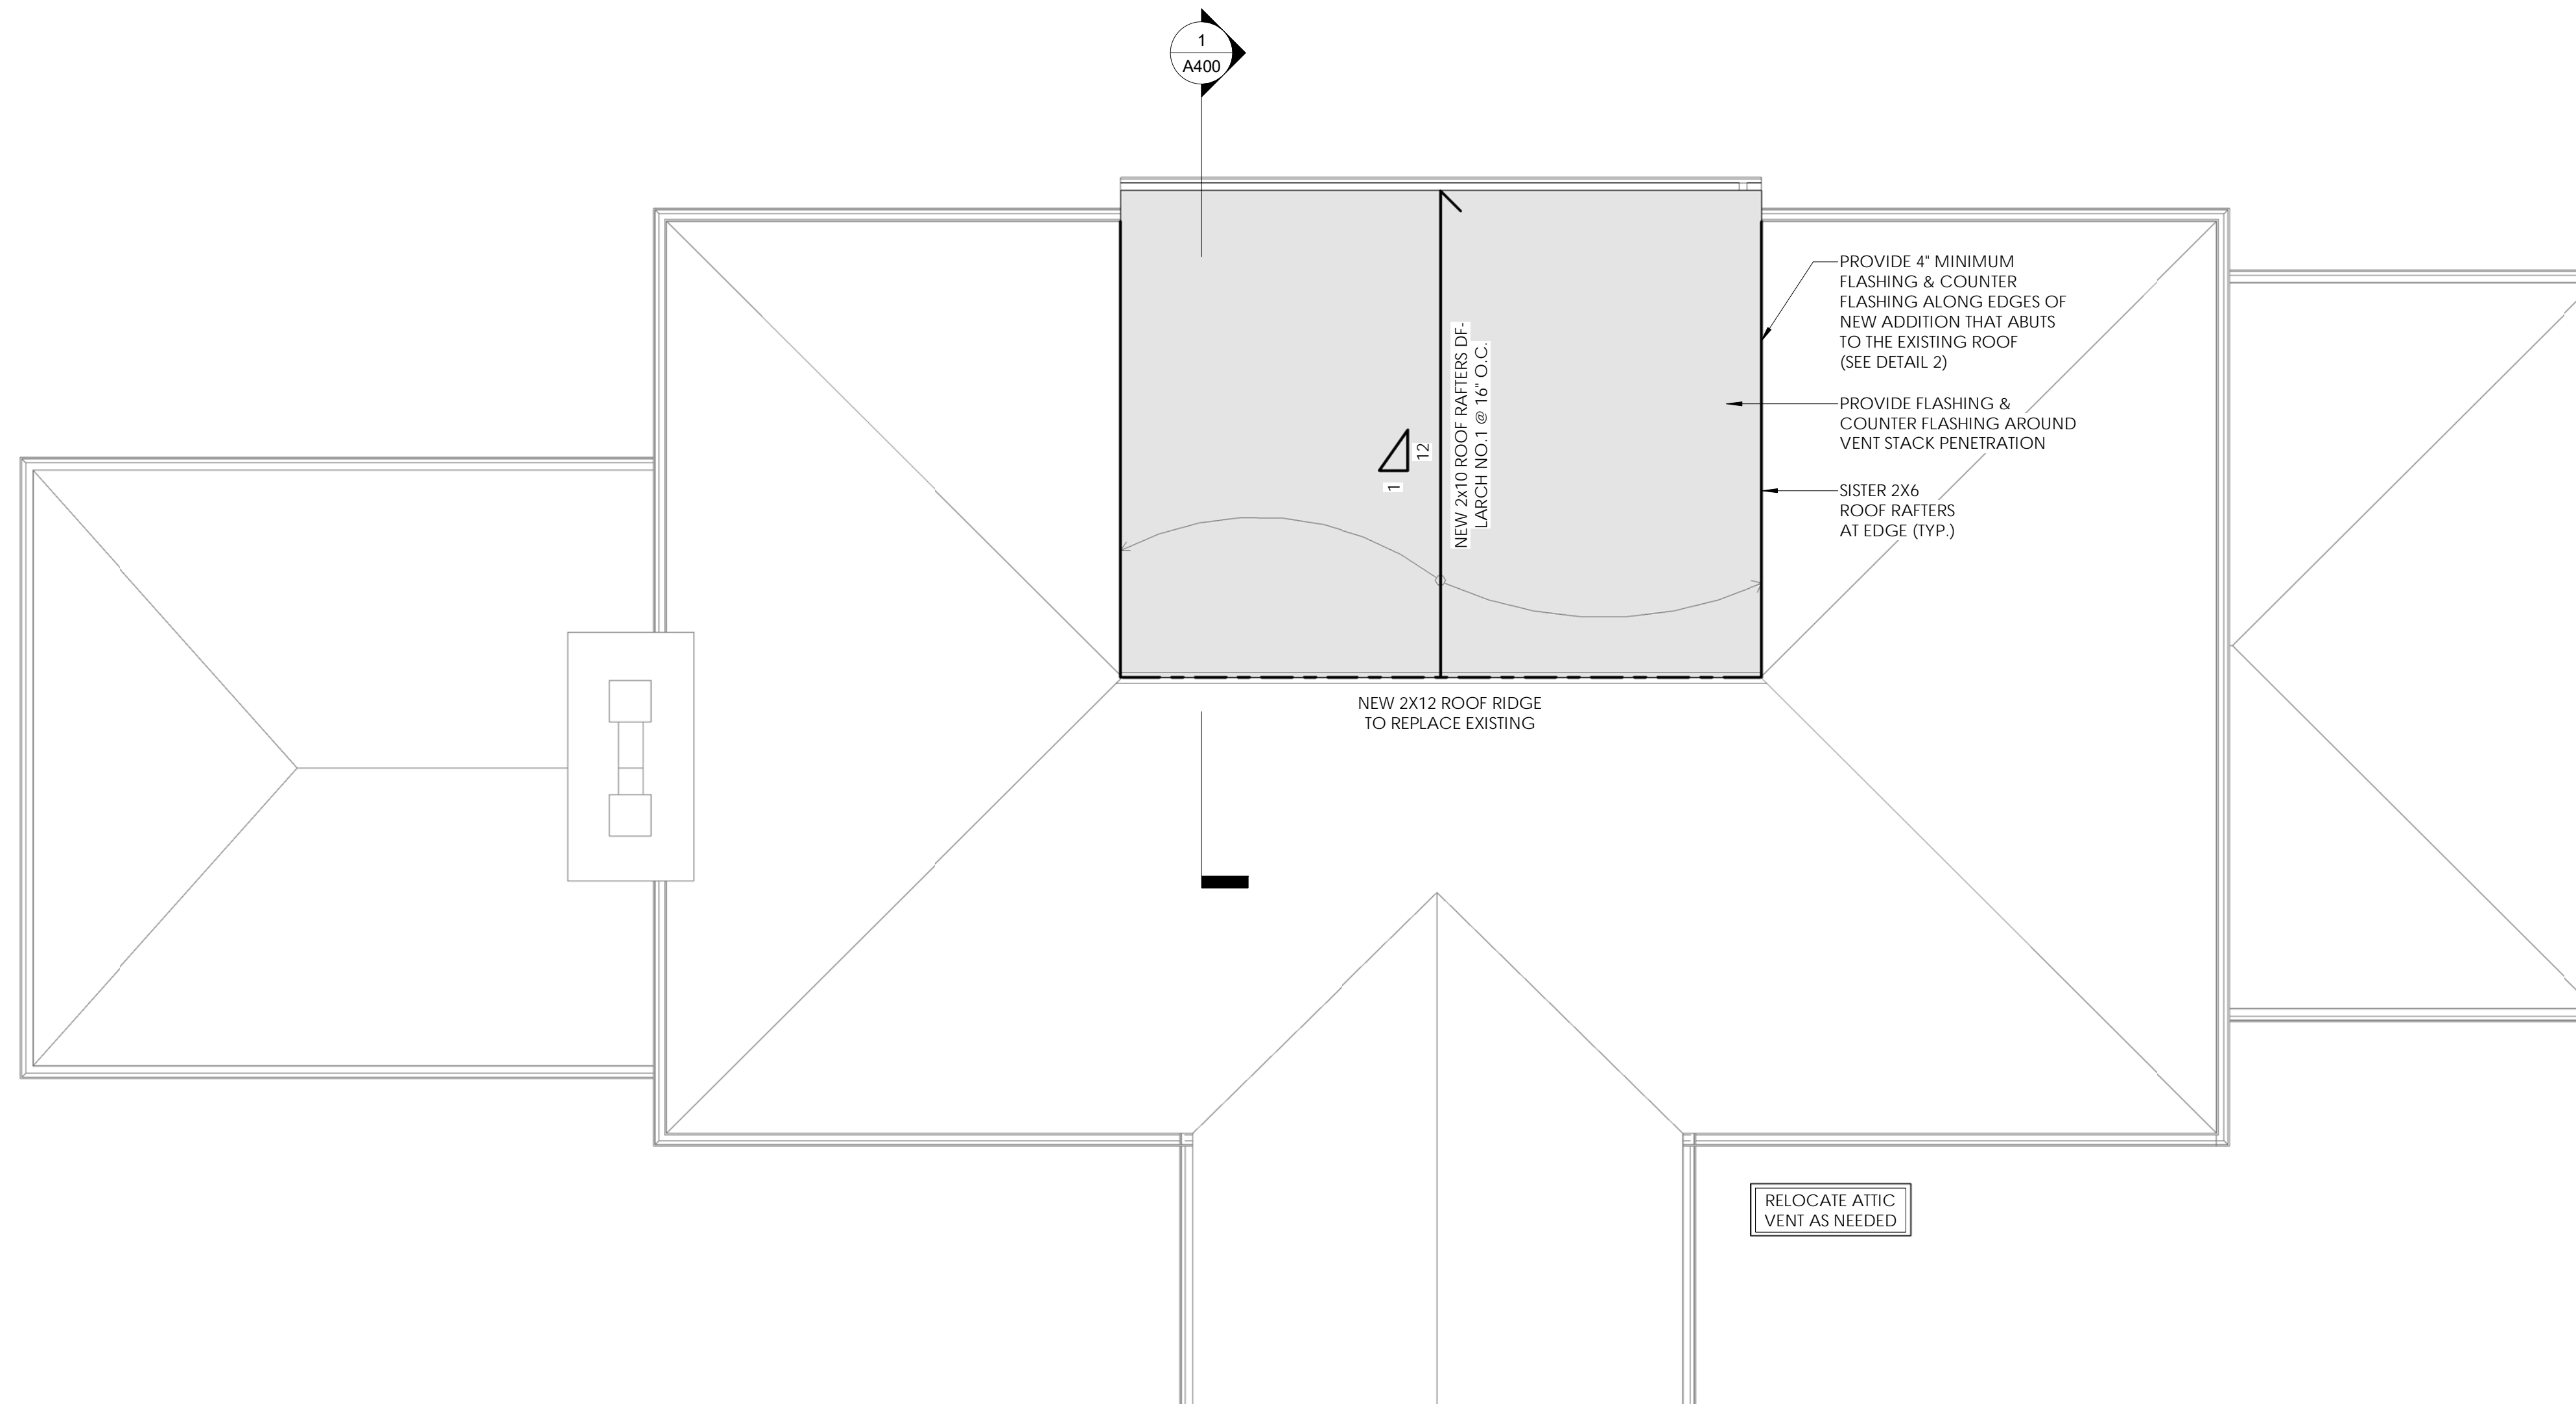 1
A400
PROVIDE 4" MINIMUM
FLASHING & COUNTER
FLASHING ALONG EDGES OF
NEW ADDITION THAT ABUTS
TO THE EXISTING ROOF
(SEE DETAIL 2)
PROVIDE FLASHING &
COUNTER FLASHING AROUND
VENT STACK PENETRATION
SISTER 2X6
ROOF RAFTERS
AT EDGE (TYP.)
NEW 2x10 ROOF RAFTERS DF-
LARCH NO.1 @ 16" O.C.
12
1
NEW 2X12 ROOF RIDGE
TO REPLACE EXISTING
RELOCATE ATTIC
VENT AS NEEDED